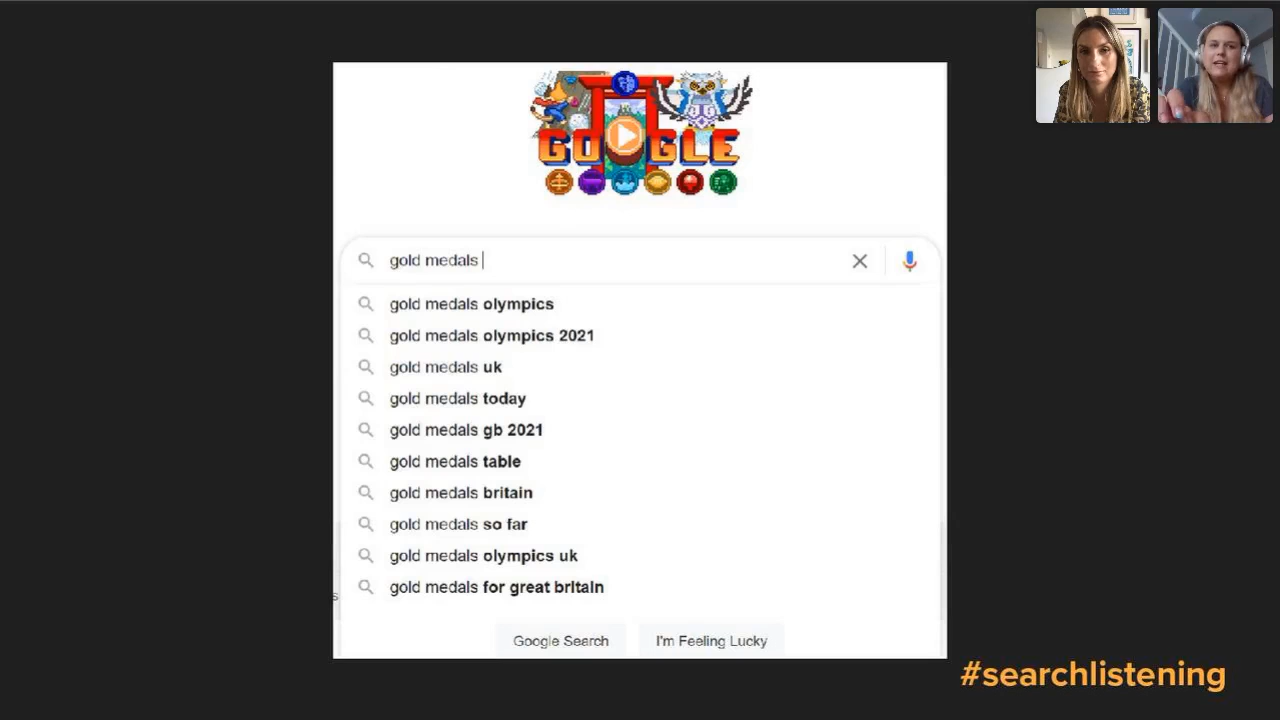 GOOGLE
gold medals
gold medals olympics
gold medals olympics 2021
gold medals uk
gold medals today
gold medals gb 2021
gold medals table
gold medals britain
gold medals so far
gold medals olympics uk
gold medals for great britain
s
Google Search
I'm Feeling Lucky
#searchlistening